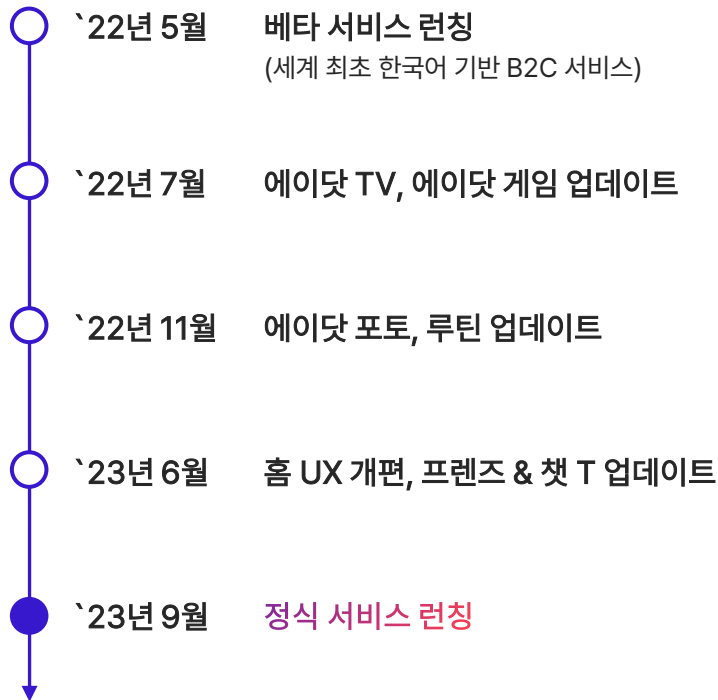 `22년 5월 베타 서비스 런칭
(세계 최초 한국어 기반 B2C 서비스)
`22년 7월 에이닷 TV, 에이닷 게임 업데이트
`22년 11월 에이닷 포토, 루틴 업데이트
`23년 6월 홈 UX 개편, 프렌즈 & 챗 T 업데이트
`23년 9월 정식 서비스 런칭